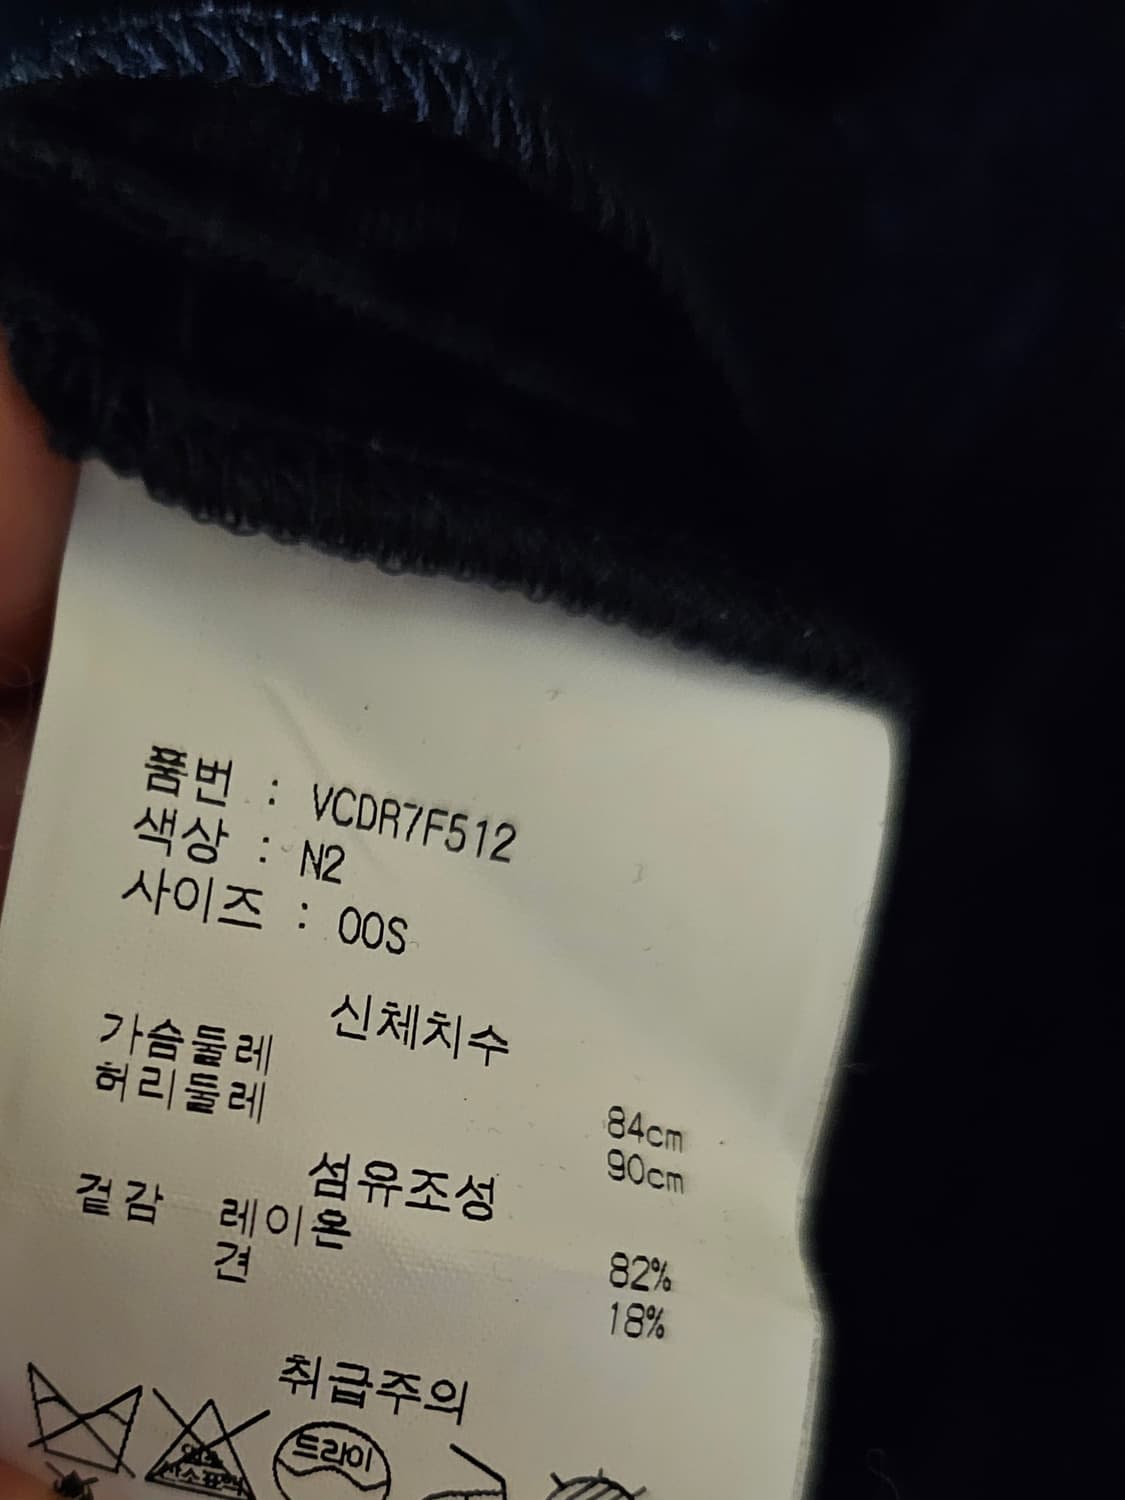 품번 : VCDR7F512
색상 : N2
사이즈 : 00S
신체치수
가슴둘레 84cm
허리둘레 90cm
섬유조성
겉감 레이온 82%
견 18%
취급주의
드라이